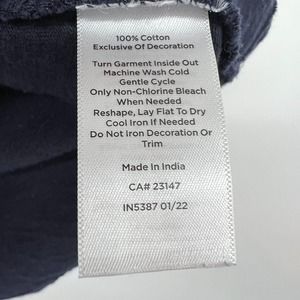 100% Cotton
Exclusive Of Decoration
Turn Garment Inside Out
Machine Wash Cold
Gentle Cycle
Only Non-Chlorine Bleach
When Needed
Reshape, Lay Flat To Dry
Cool Iron If Needed
Do Not Iron Decoration Or
Trim
Made In India
CA# 23147
IN5387 01/22